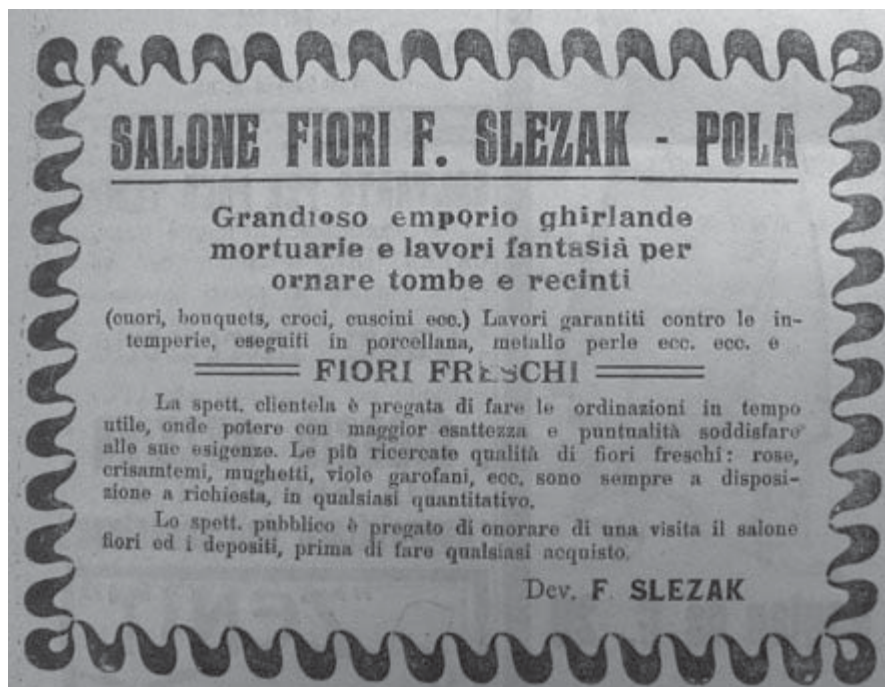 SALONE FIORI F. SLEZAK - POLA
Grandioso emporio ghirlande
mortuarie e lavori fantasià per
ornare tombe e recinti
(cuori, bouquets, croci, cuscini ecc.) Lavori garantiti contro le in-
temperie, eseguiti in porcellana, metallo perle ecc. ecc. e
FIORI FRESCHI
La spett. clientela è pregata di fare le ordinazioni in tempo
utile, onde potere con maggior esattezza e puntualità soddisfare
alle sue esigenze. Le più ricercate qualità di fiori freschi: rose,
crisamtemi, mughetti, viole garofani, ecc. sono sempre a disposi-
zione a richiesta, in qualsiasi quantitativo.
Lo spett. pubblico è pregato di onorare di una visita il salone
fiori ed i depositi, prima di fare qualsiasi acquisto.
Dev. F. SLEZAK